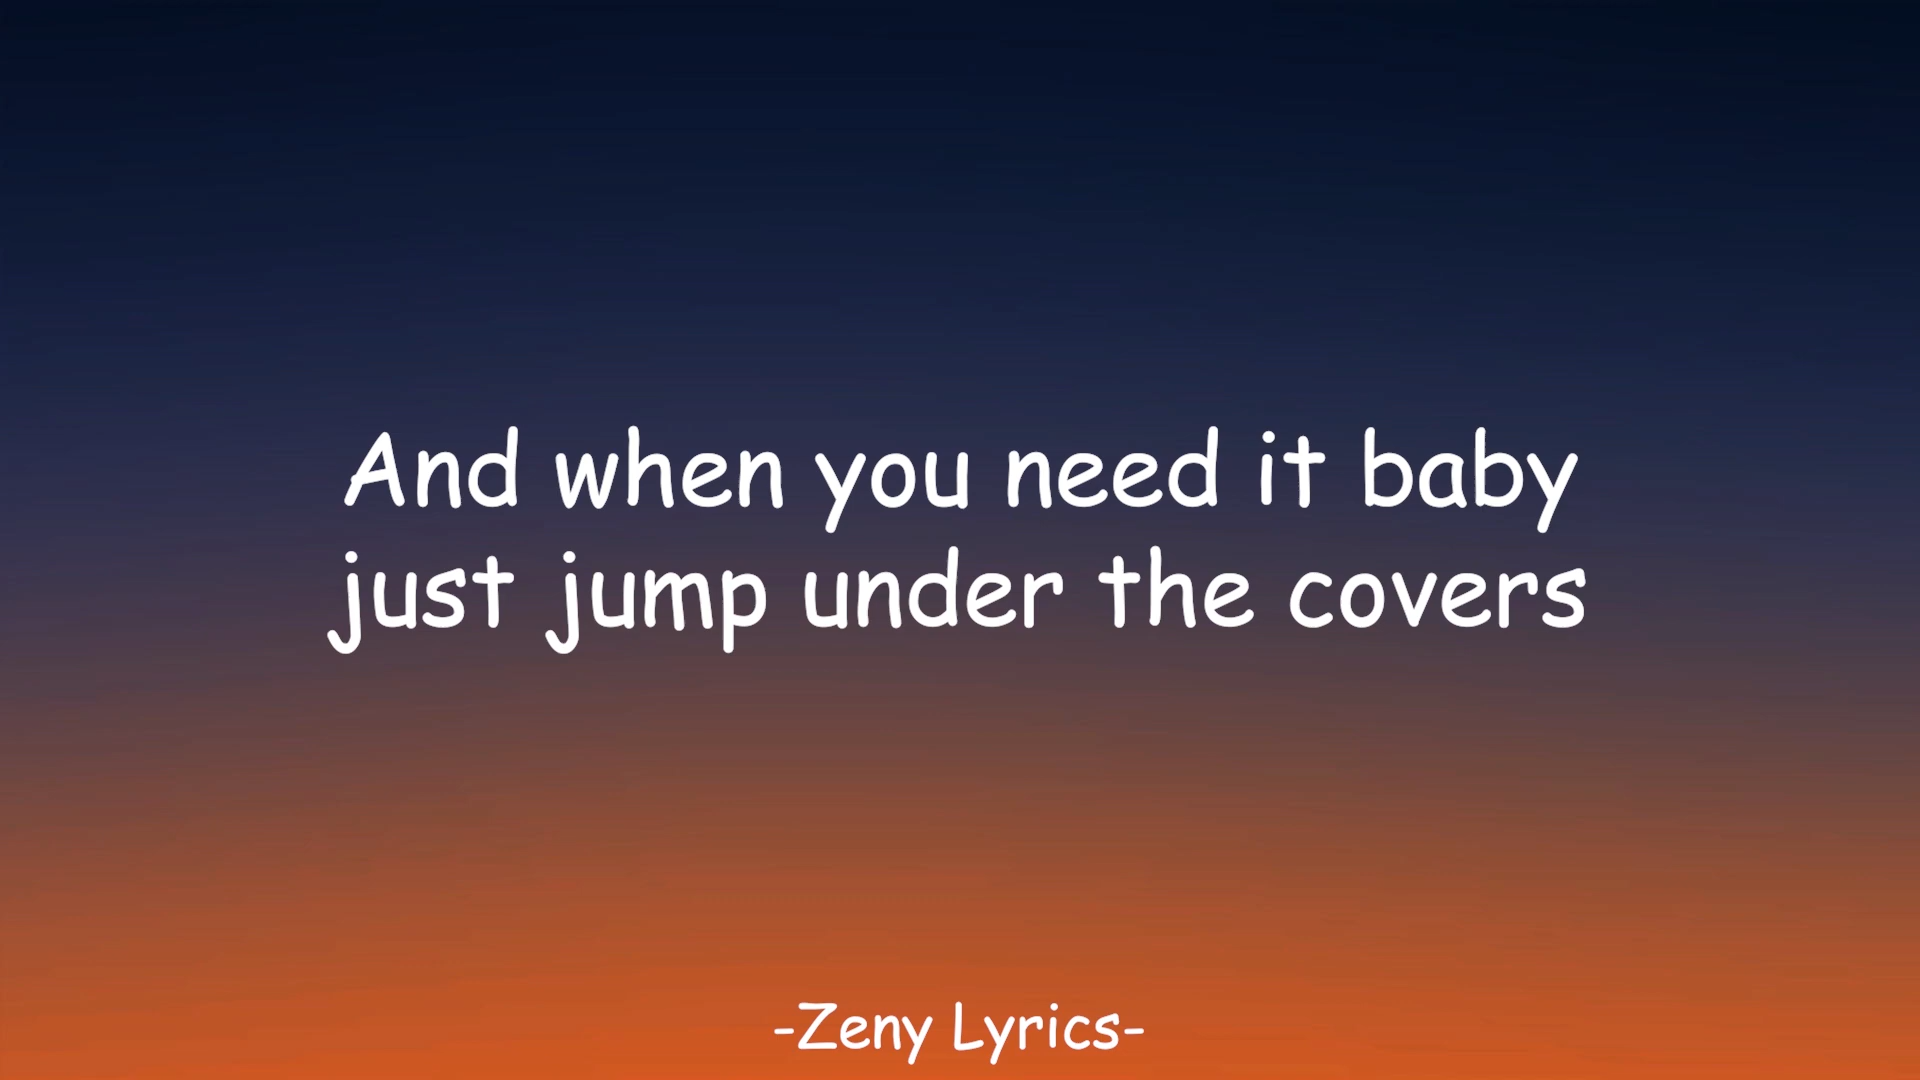 And when you need it baby
just jump under the covers
-Zeny Lyrics-